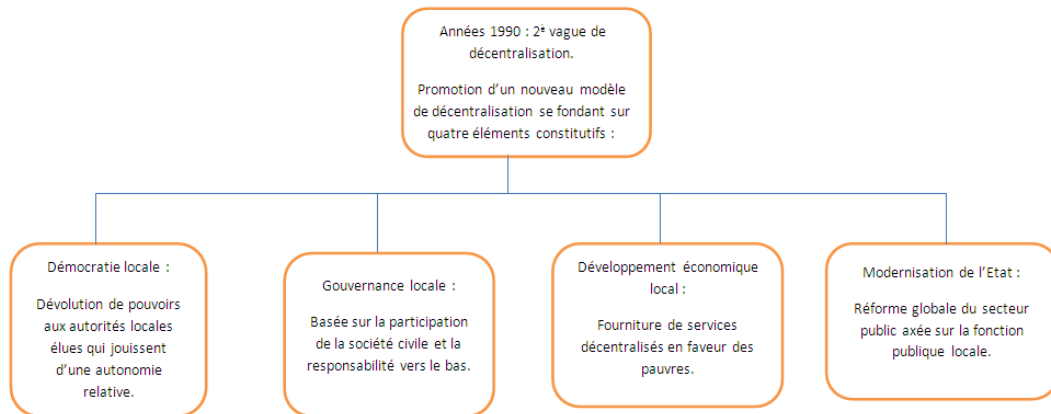 Années 1990 : 2è vague de
décentralisation.
Promotion d'un nouveau modèle
de décentralisation se fondant sur
quatre éléments constitutifs :
Démocratie locale :
Dévolution de pouvoirs
aux autorités locales
élues qui jouissent
d'une autonomie
relative.
Gouvernance locale :
Basée sur la participation
de la société civile et la
responsabilité vers le bas.
Développement économique
local :
Fourniture de services
décentralisés en faveur des
pauvres.
Modernisation de l'Etat :
Réforme globale du secteur
public axée sur la fonction
publique locale.